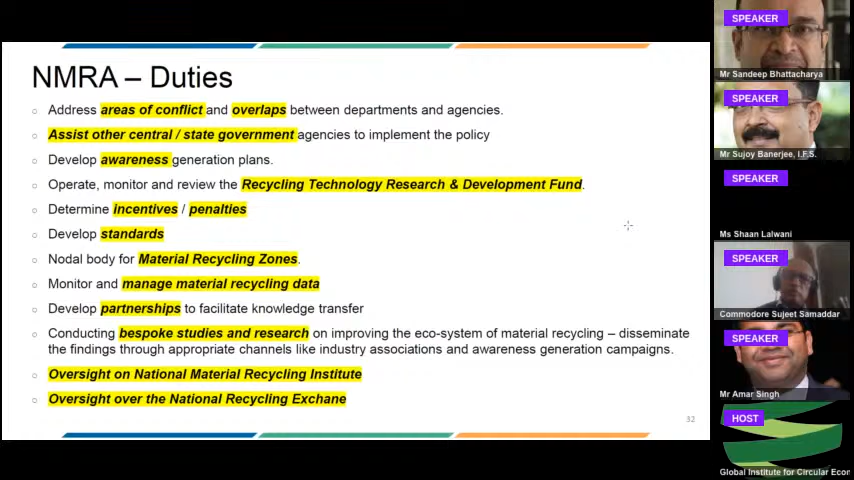 NMRA – Duties
Address areas of conflict and overlaps between departments and agencies.
Assist other central / state government agencies to implement the policy
Develop awareness generation plans.
Operate, monitor and review the Recycling Technology Research & Development Fund.
Determine incentives / penalties
Develop standards
Nodal body for Material Recycling Zones.
Monitor and manage material recycling data
Develop partnerships to facilitate knowledge transfer
Conducting bespoke studies and research on improving the eco-system of material recycling – disseminate
the findings through appropriate channels like industry associations and awareness generation campaigns.
Oversight on National Material Recycling Institute
Oversight over the National Recycling Exchane
32
SPEAKER
Mr Sandeep Bhattacharya
SPEAKER
Mr Sujoy Banerjee, I.F.S.
SPEAKER
Ms Shaan Lalwani
SPEAKER
Commodore Sujeet Samaddar
SPEAKER
Mr Amar Singh
HOST
Global Institute for Circular Econ